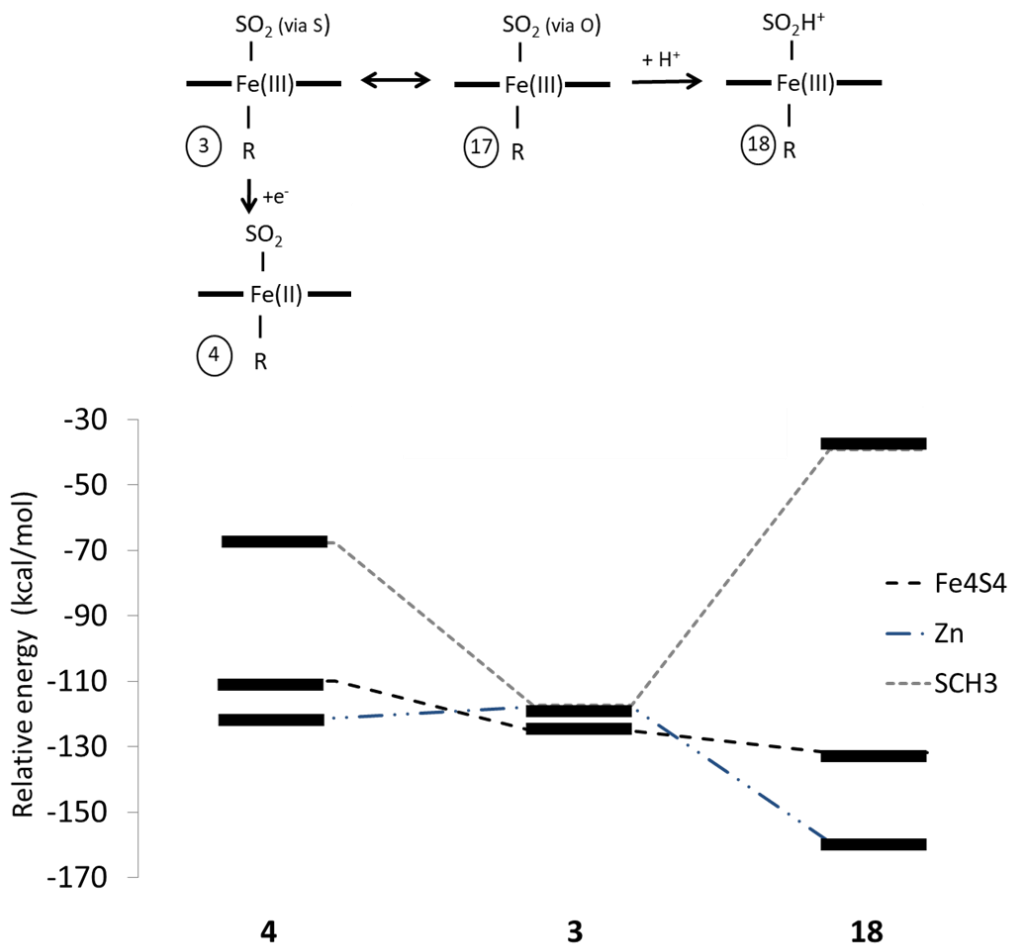 SO2 (via S) SO2 (via O) SO2H+
+ H+
Fe(III) Fe(III) Fe(III)
3 R 17 R 18 R
+e-
SO2
Fe(II)
4 R
Relative energy (kcal/mol)
-30
-50
-70
-90
-110
-130
-150
-170
Fe4S4
Zn
SCH3
4 3 18